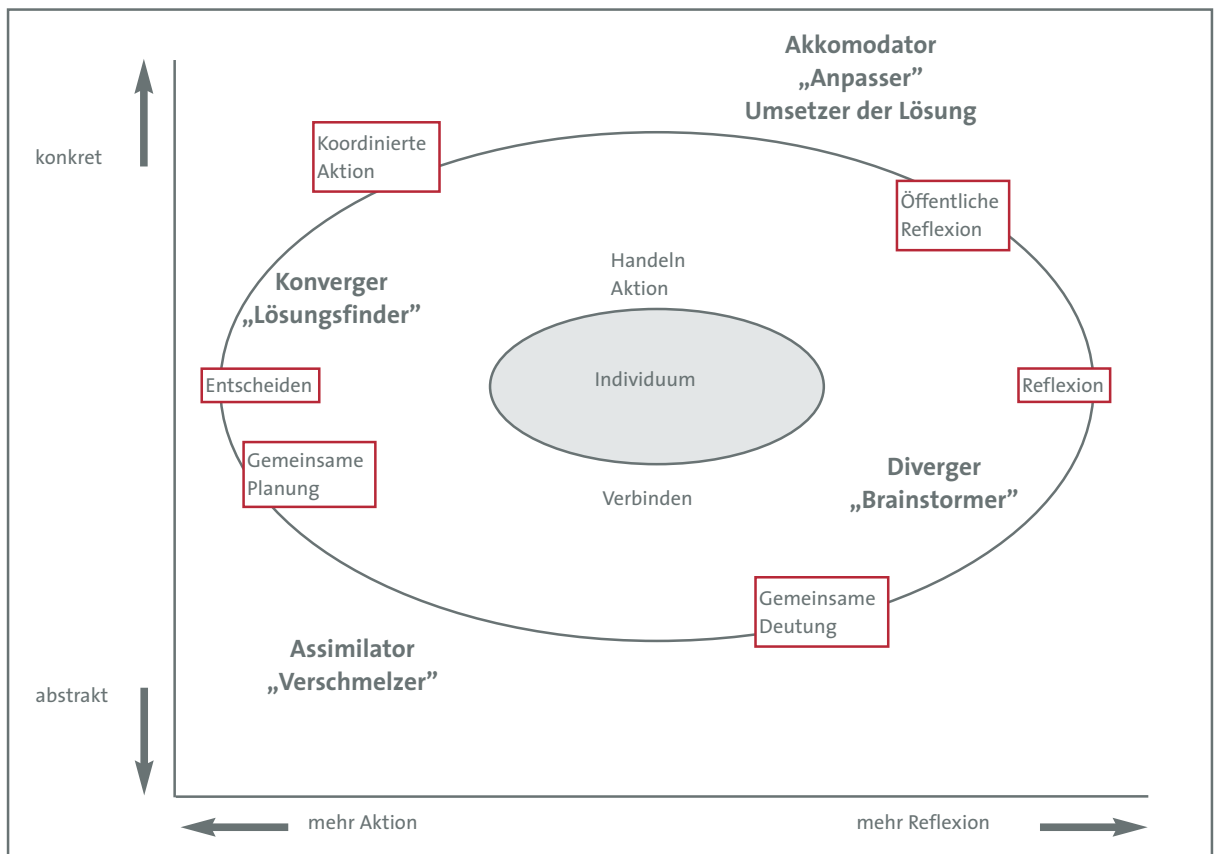 Akkomodator
„Anpasser”
Umsetzer der Lösung
konkret
Koordinierte
Aktion
Öffentliche
Reflexion
Handeln
Aktion
Konverger
„Lösungsfinder”
Entscheiden
Individuum
Reflexion
Gemeinsame
Planung
Verbinden
Diverger
„Brainstormer”
Gemeinsame
Deutung
Assimilator
„Verschmelzer”
abstrakt
mehr Aktion
mehr Reflexion